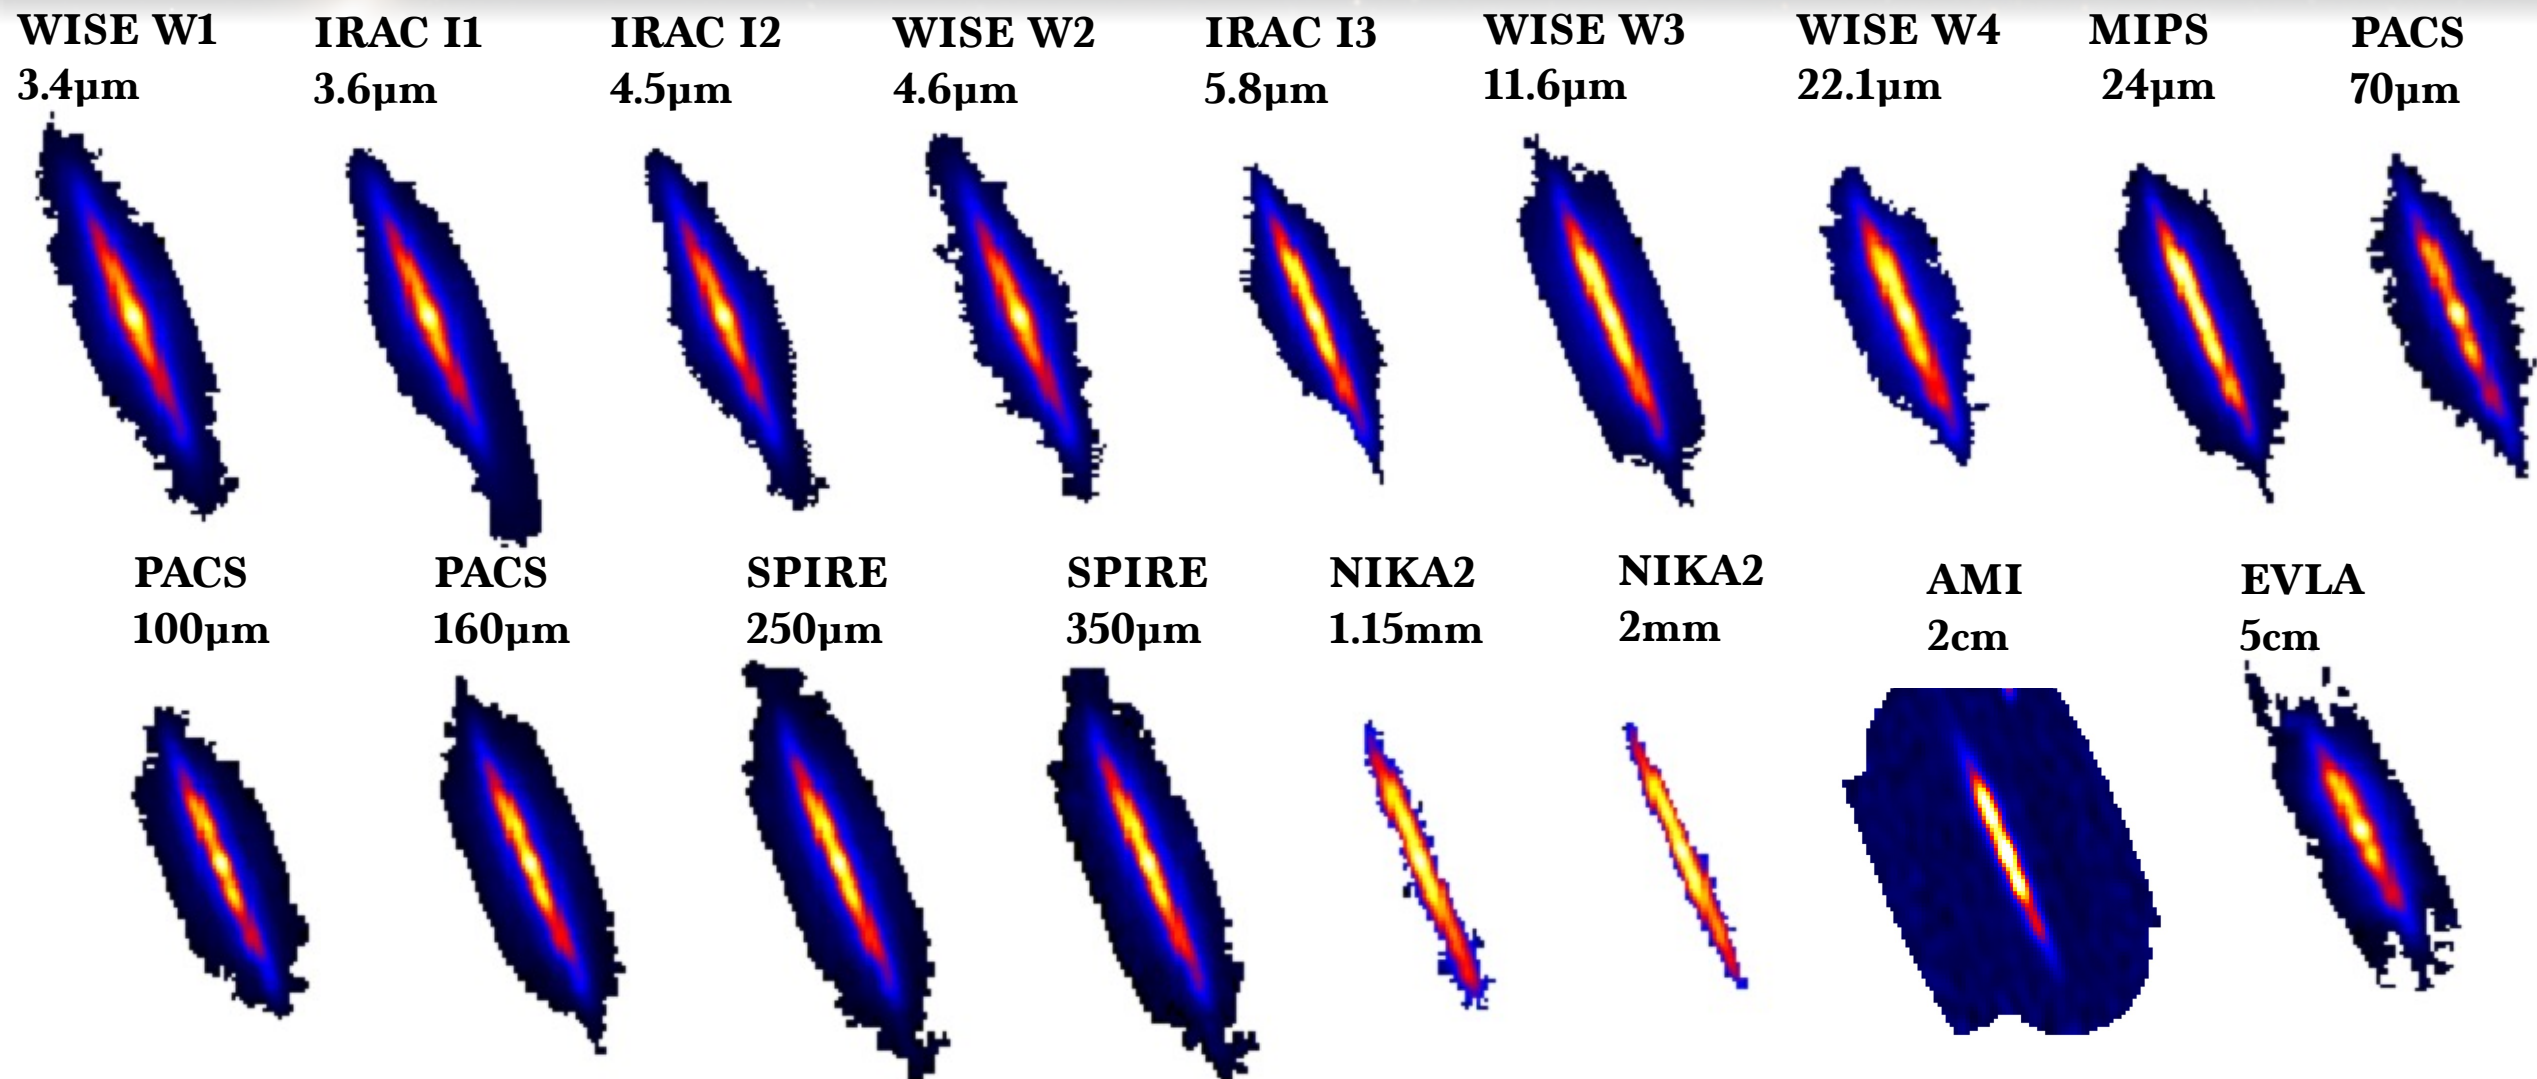 WISE W1
3.4µm
IRAC I1
3.6µm
IRAC I2
4.5µm
WISE W2
4.6µm
IRAC I3
5.8µm
WISE W3
11.6µm
WISE W4
22.1µm
MIPS
24µm
PACS
70µm
PACS
100µm
PACS
160µm
SPIRE
250µm
SPIRE
350µm
NIKA2
1.15mm
NIKA2
2mm
AMI
2cm
EVLA
5cm